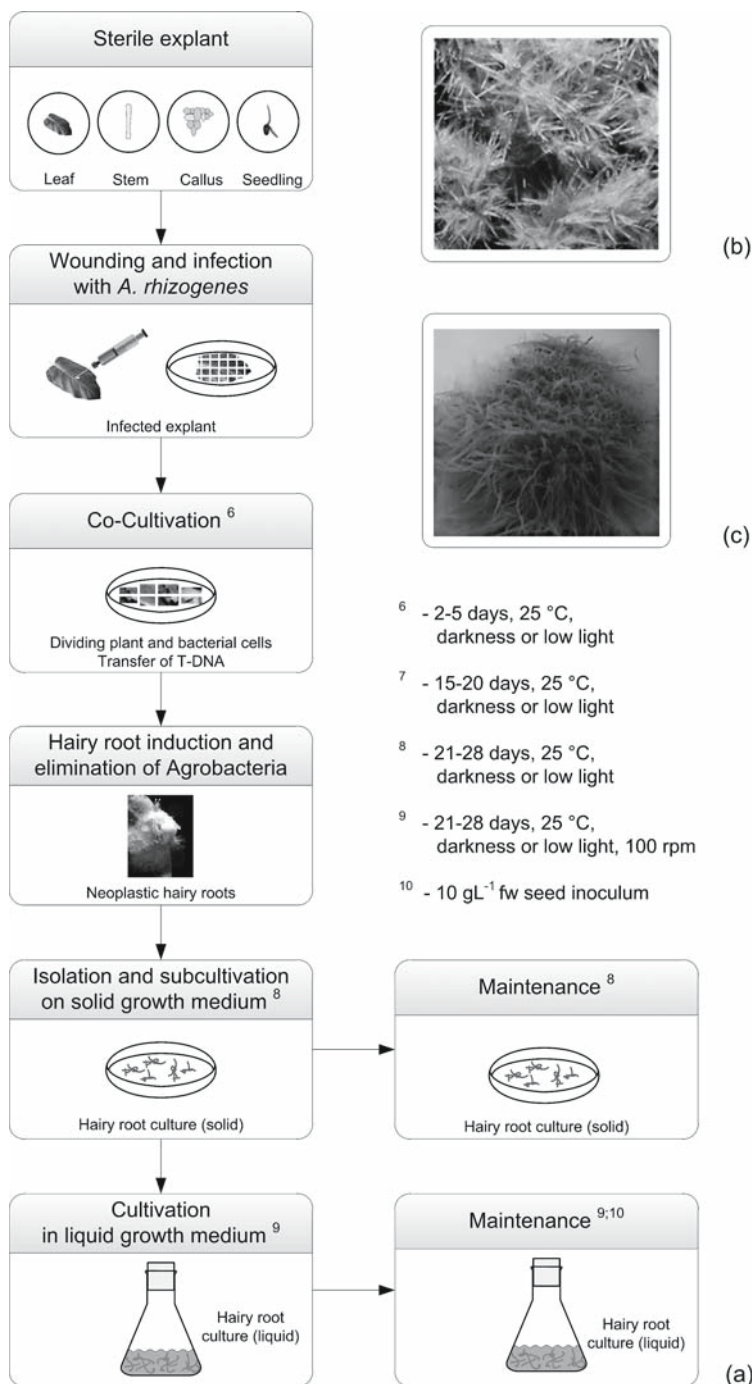 Sterile explant
Leaf Stem Callus Seedling
Wounding and infection
with A. rhizogenes
Infected explant
Co-Cultivation 6
Dividing plant and bacterial cells
Transfer of T-DNA
Hairy root induction and
elimination of Agrobacteria
Neoplastic hairy roots
Isolation and subcultivation
on solid growth medium 8
Hairy root culture (solid)
Maintenance 8
Hairy root culture (solid)
Cultivation
in liquid growth medium 9
Hairy root
culture (liquid)
Maintenance 9;10
Hairy root
culture (liquid)
(b)
(c)
6 - 2-5 days, 25 °C,
darkness or low light
7 - 15-20 days, 25 °C,
darkness or low light
8 - 21-28 days, 25 °C,
darkness or low light
9 - 21-28 days, 25 °C,
darkness or low light, 100 rpm
10 - 10 gL-1 fw seed inoculum
(a)